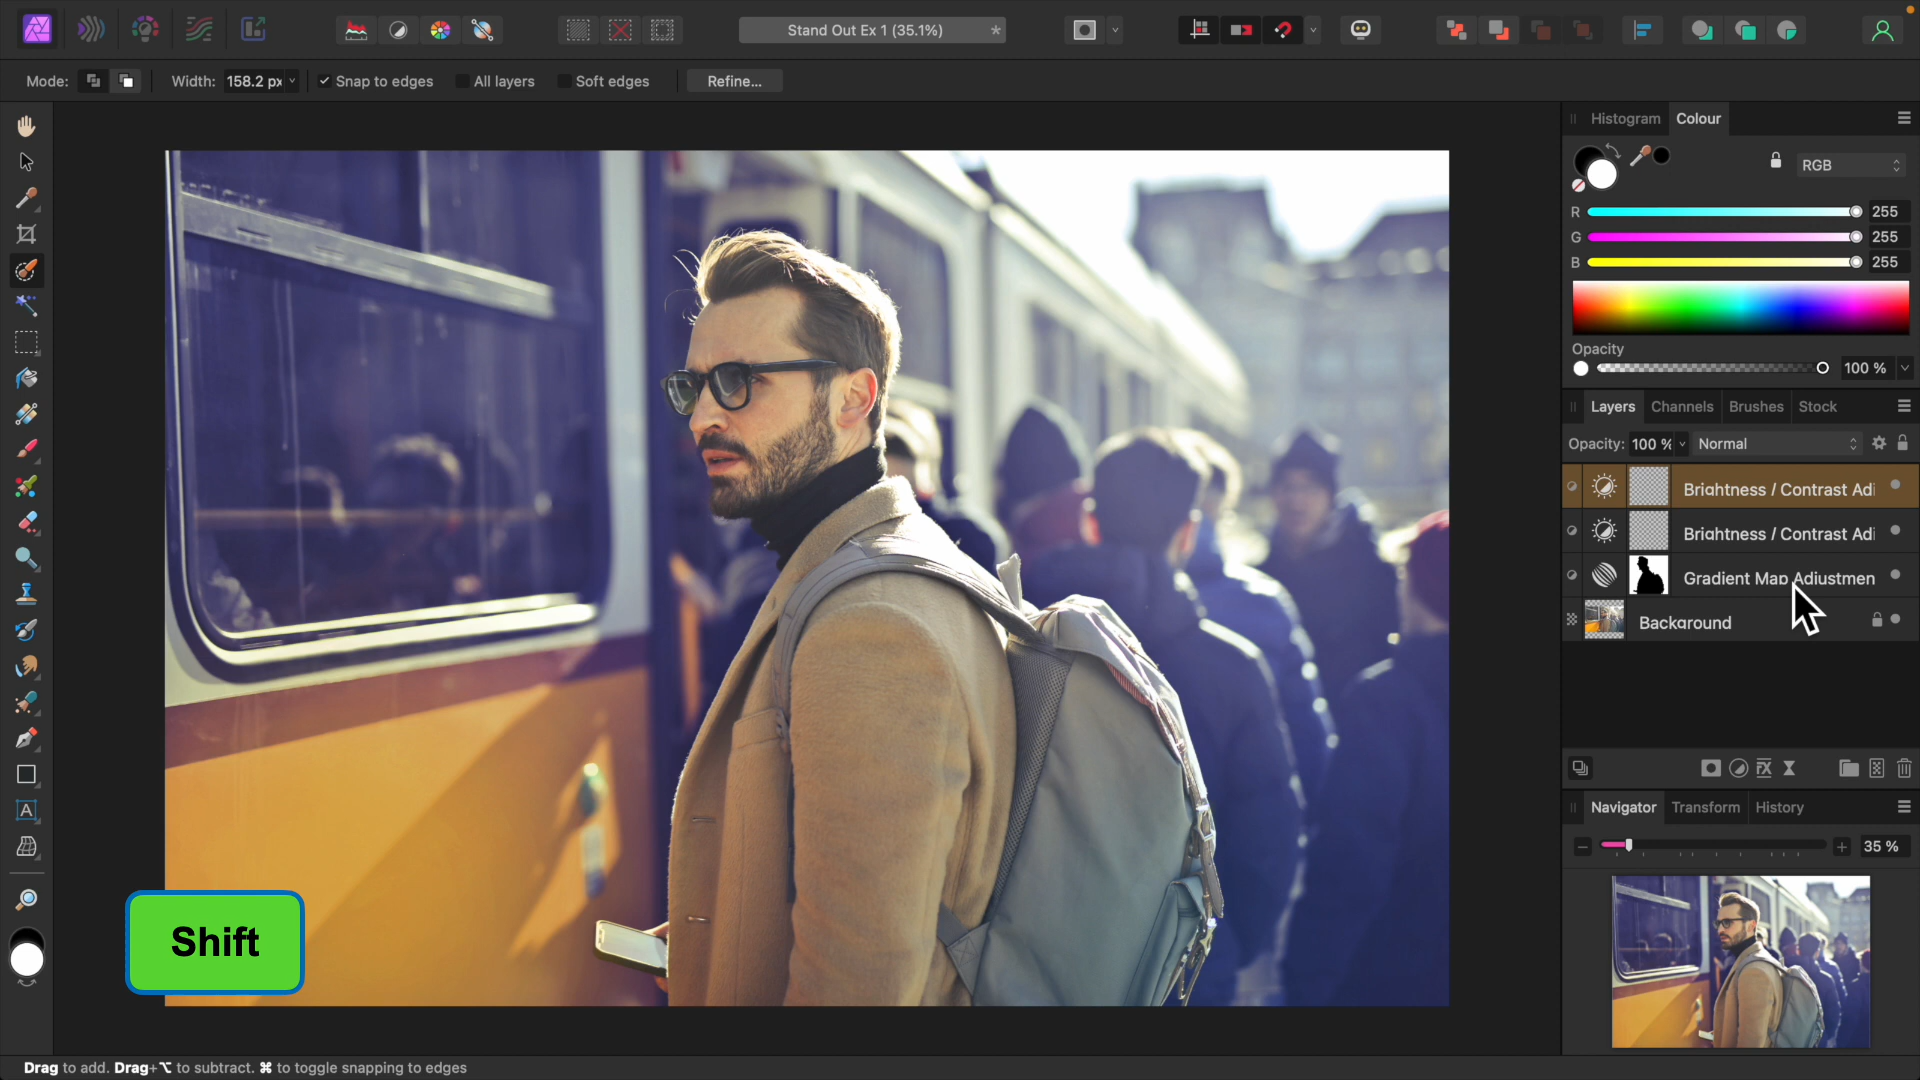 Stand Out Ex 1 (35.1%)
*
Mode:
Width: 158.2 px
Snap to edges
All layers
Soft edges
Refine...
Histogram
Colour
RGB
R
255
G
255
B
255
Opacity
100 %
Layers
Channels
Brushes
Stock
Opacity: 100 %
Normal
Brightness / Contrast Adj
Brightness / Contrast Adj
Gradient Map Adjustmen
Background
FX
Navigator
Transform
History
35 %
A
Shift
Drag to add. Drag+⌥ to subtract. ⌘ to toggle snapping to edges